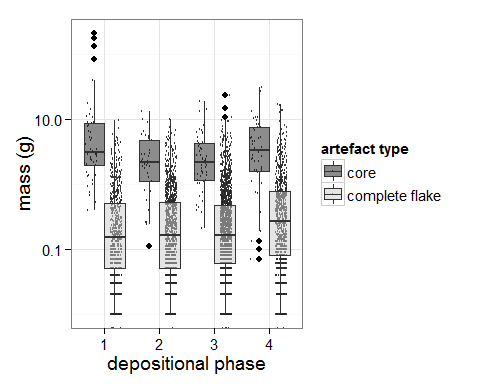 mass (g)
10.0
0.1
1 2 3 4
depositional phase
artefact type
core
complete flake